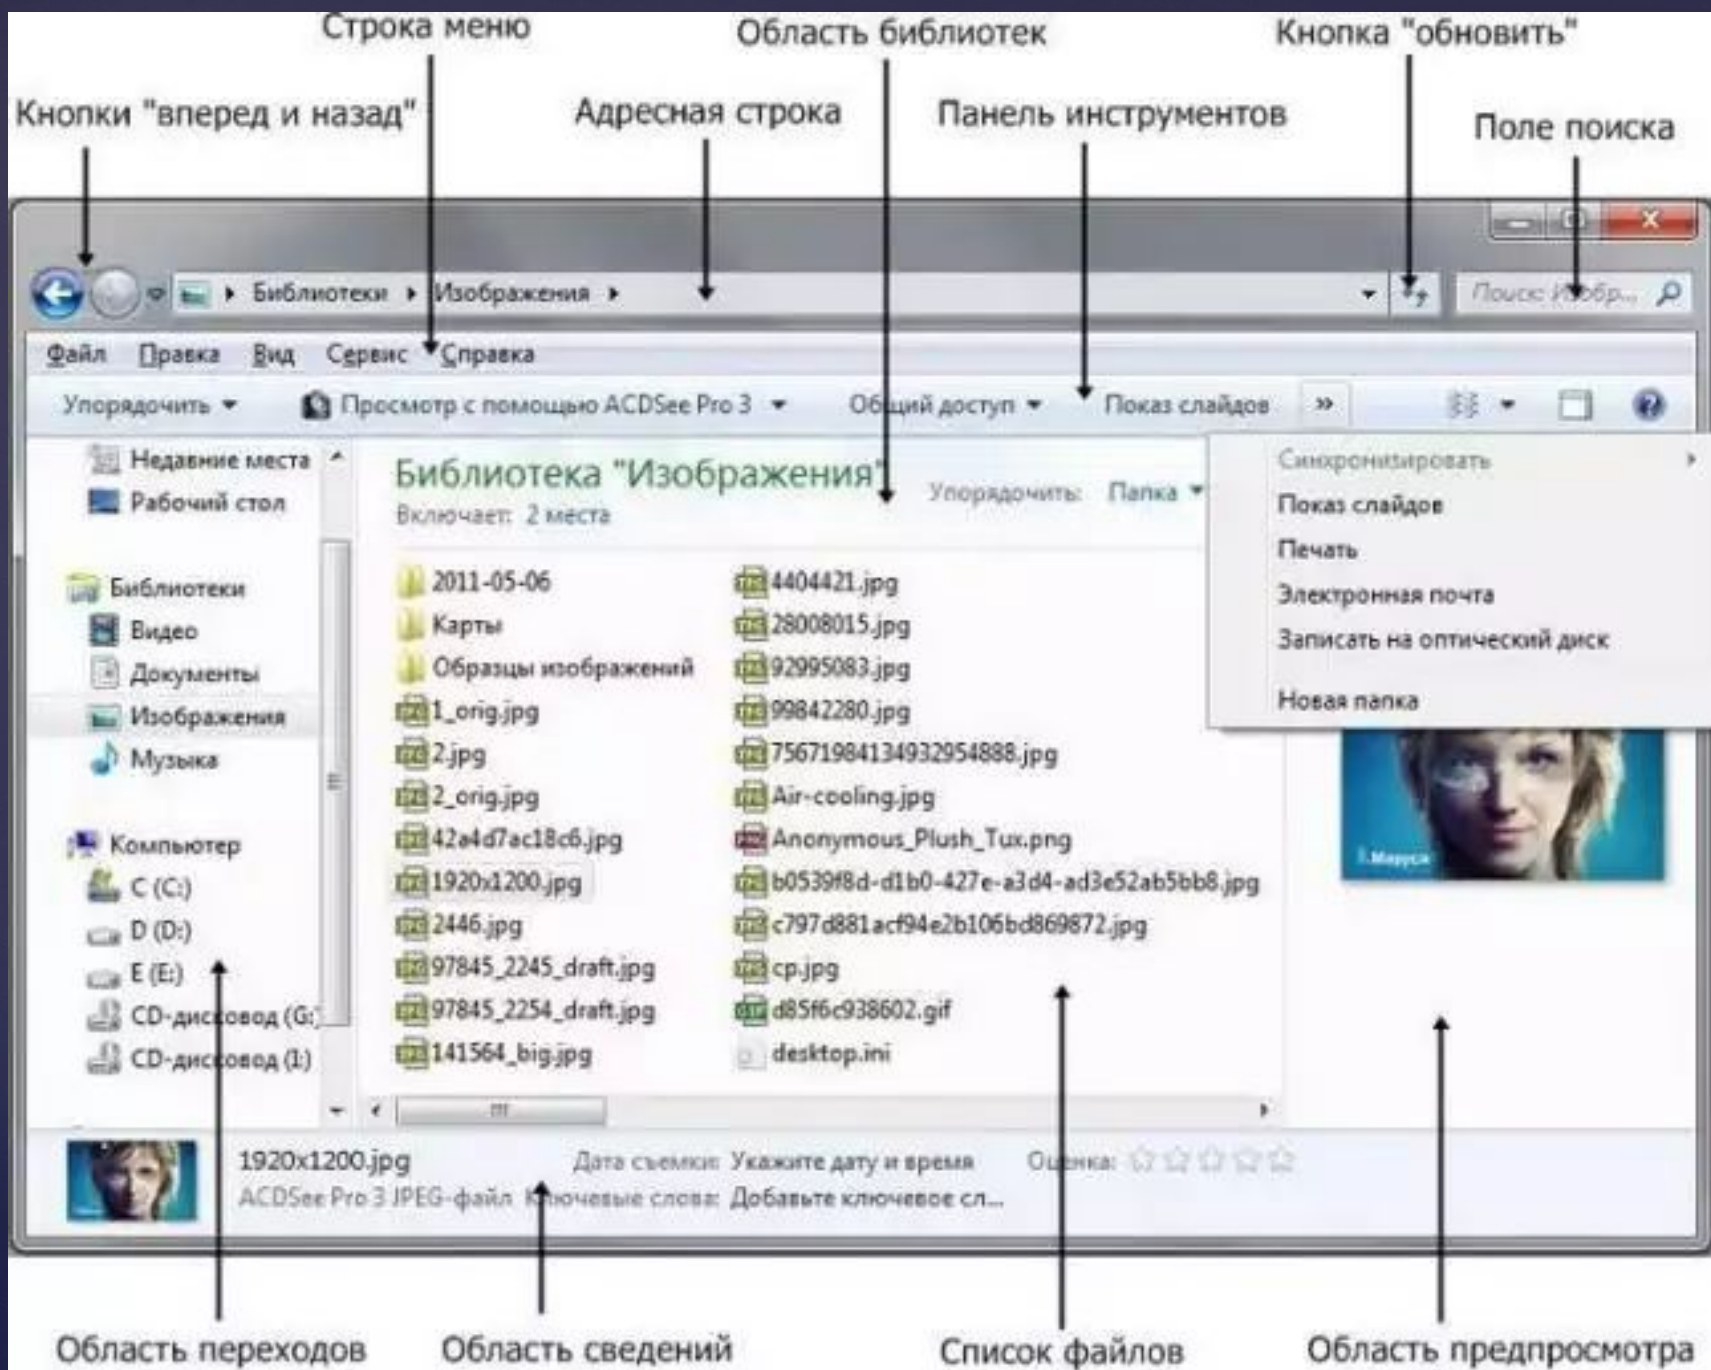 Строка меню
Область библиотек
Кнопка "обновить"
Кнопки "вперед и назад"
Адресная строка
Панель инструментов
Поле поиска
Библиотеки
Изображения
Поиск: Изобр...
Файл Правка Вид Сервис Справка
Упорядочить
Просмотр с помощью ACDSee Pro 3
Общий доступ
Показ слайдов
»
Недавние места
Рабочий стол
Библиотеки
Видео
Документы
Изображения
Музыка
Компьютер
C (C:)
D (D:)
E (E:)
CD-дисковод (G:
CD-дисковод (I:)
Библиотека "Изображения"
Включает: 2 места
Упорядочить: Папка
2011-05-06
Карты
Образцы изображений
1_orig.jpg
2.jpg
2_orig.jpg
42a4d7ac18c6.jpg
1920x1200.jpg
2446.jpg
97845_2245_draft.jpg
97845_2254_draft.jpg
141564_big.jpg
4404421.jpg
28008015.jpg
92995083.jpg
99842280.jpg
75671984134932954888.jpg
Air-cooling.jpg
Anonymous_Plush_Tux.png
b0539f8d-d1b0-427e-a3d4-ad3e52ab5bb8.jpg
c797d881acf94e2b106bd869872.jpg
cp.jpg
d85f6c938602.gif
desktop.ini
Синхронизировать
Показ слайдов
Печать
Электронная почта
Записать на оптический диск
Новая папка
1920x1200.jpg
Дата съемки: Укажите дату и время
Оценка:
ACDSee Pro 3 JPEG-файл
Ключевые слова: Добавьте ключевое сл...
Область переходов
Область сведений
Список файлов
Область предпросмотра